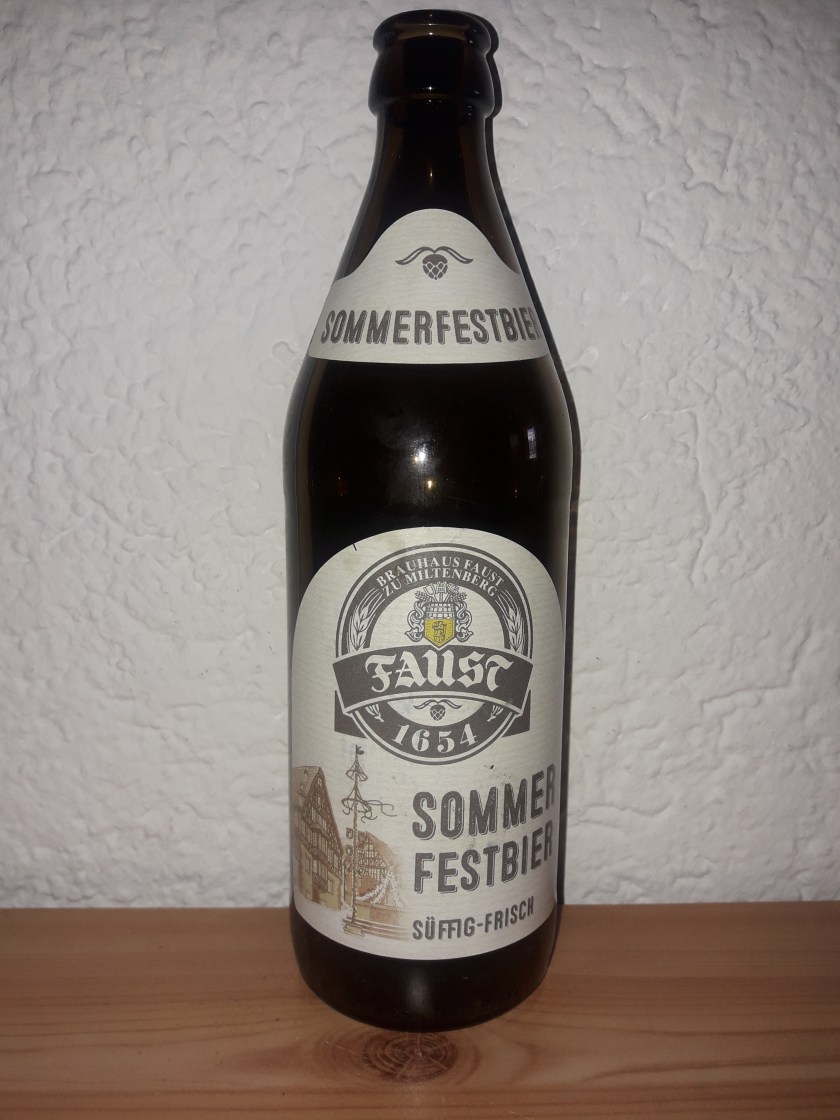 SOMMERFESTBIER
BRAUHAUS FAUST
ZU MILTENBERG
FAUST
1654
SOMMER
FESTBIER
SÜFFIG-FRISCH